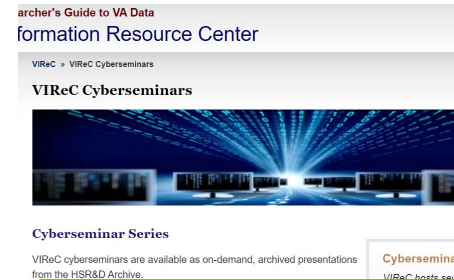 archer's Guide to VA Data
formation Resource Center
VIReC » VIReC Cyberseminars
VIReC Cyberseminars
Cyberseminar Series
VIReC cyberseminars are available as on-demand, archived presentations
from the HSR&D Archive.
Cybersemina
VIReC hosts sev